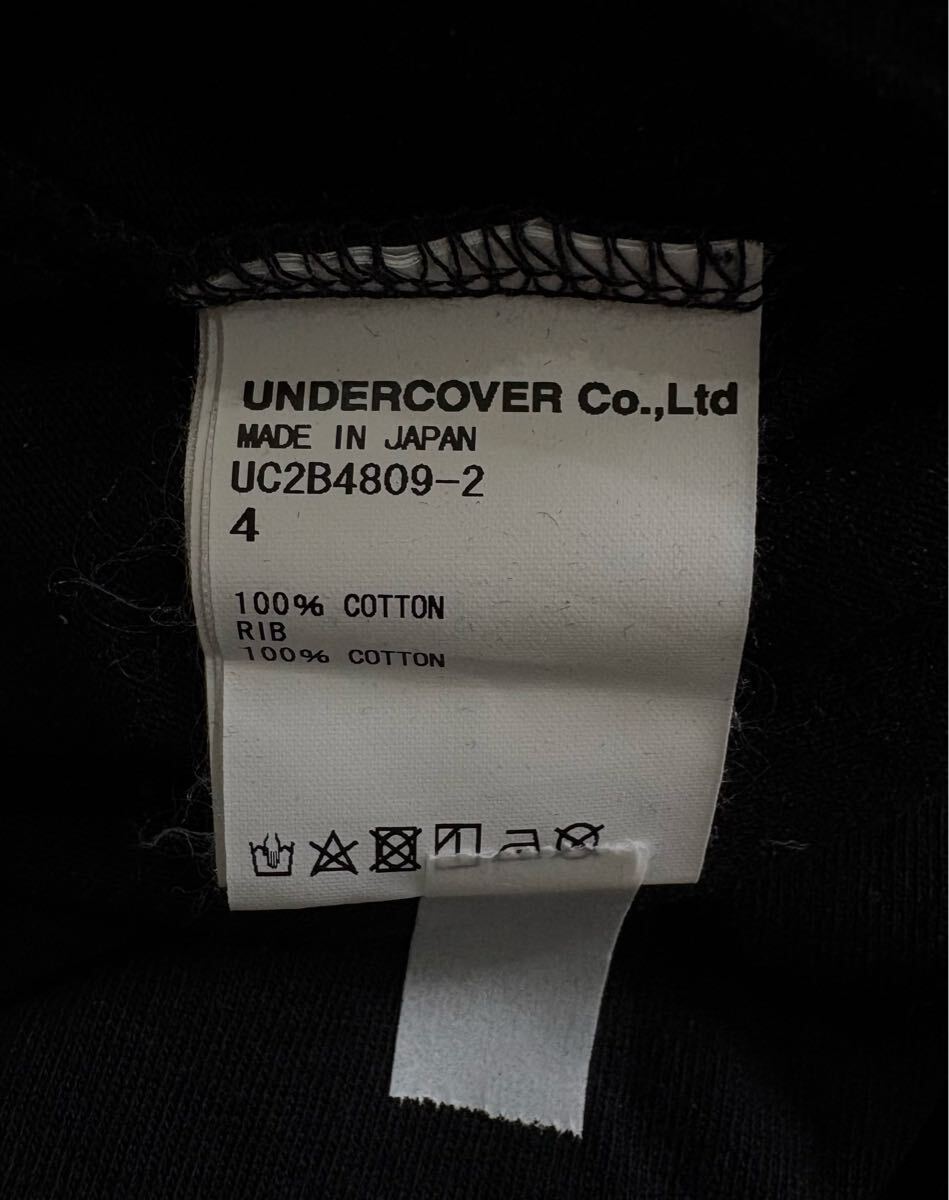 UNDERCOVER Co.,Ltd
MADE IN JAPAN
UC2B4809-2
4
100% COTTON
RIB
100% COTTON